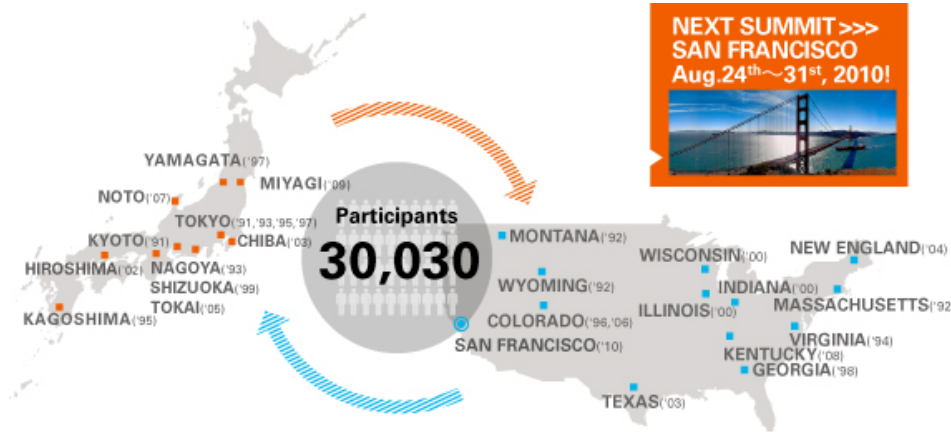 NEXT SUMMIT>>>
SAN FRANCISCO
Aug.24th～31st, 2010!
YAMAGATA('97)
MIYAGI('09)
NOTO('07)
TOKYO('91,'93,'95,'97)
KYOTO('91)
CHIBA('03)
HIROSHIMA('02)
NAGOYA('93)
SHIZUOKA('99)
TOKAI('05)
KAGOSHIMA('95)
Participants
30,030
MONTANA('92)
WISCONSIN('00)
NEW ENGLAND('04)
WYOMING('92)
INDIANA('00)
ILLINOIS('00)
MASSACHUSETTS('92
COLORADO('96,'06)
SAN FRANCISCO('10)
VIRGINIA('94)
KENTUCKY('08)
GEORGIA('98)
TEXAS('03)